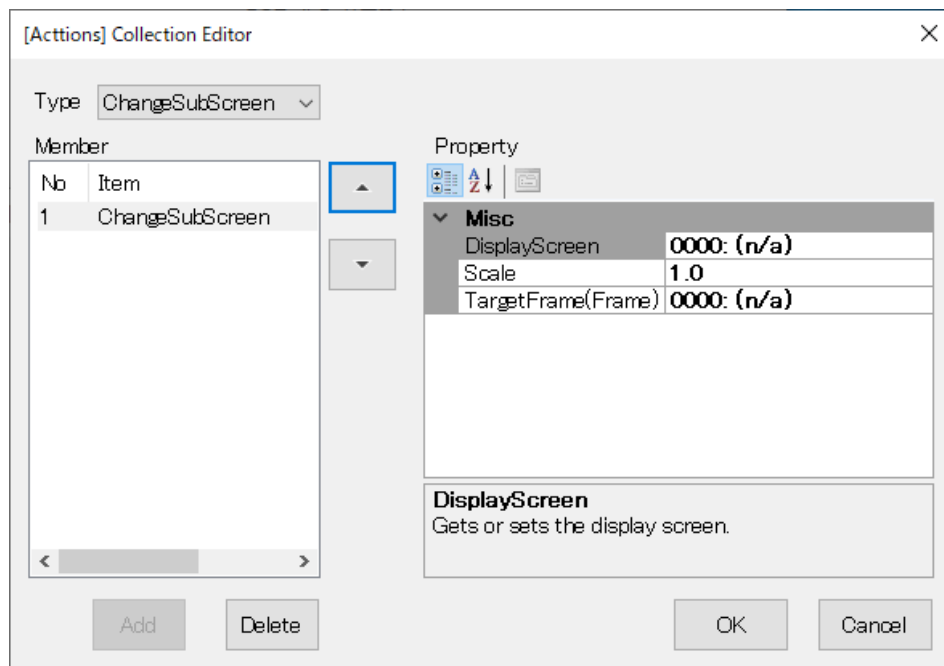 [Acttions] Collection Editor
Type ChangeSubScreen
Member
No Item
1 ChangeSubScreen
Property
Misc
DisplayScreen 0000: (n/a)
Scale 1.0
TargetFrame(Frame) 0000: (n/a)
DisplayScreen
Gets or sets the display screen.
Add Delete OK Cancel